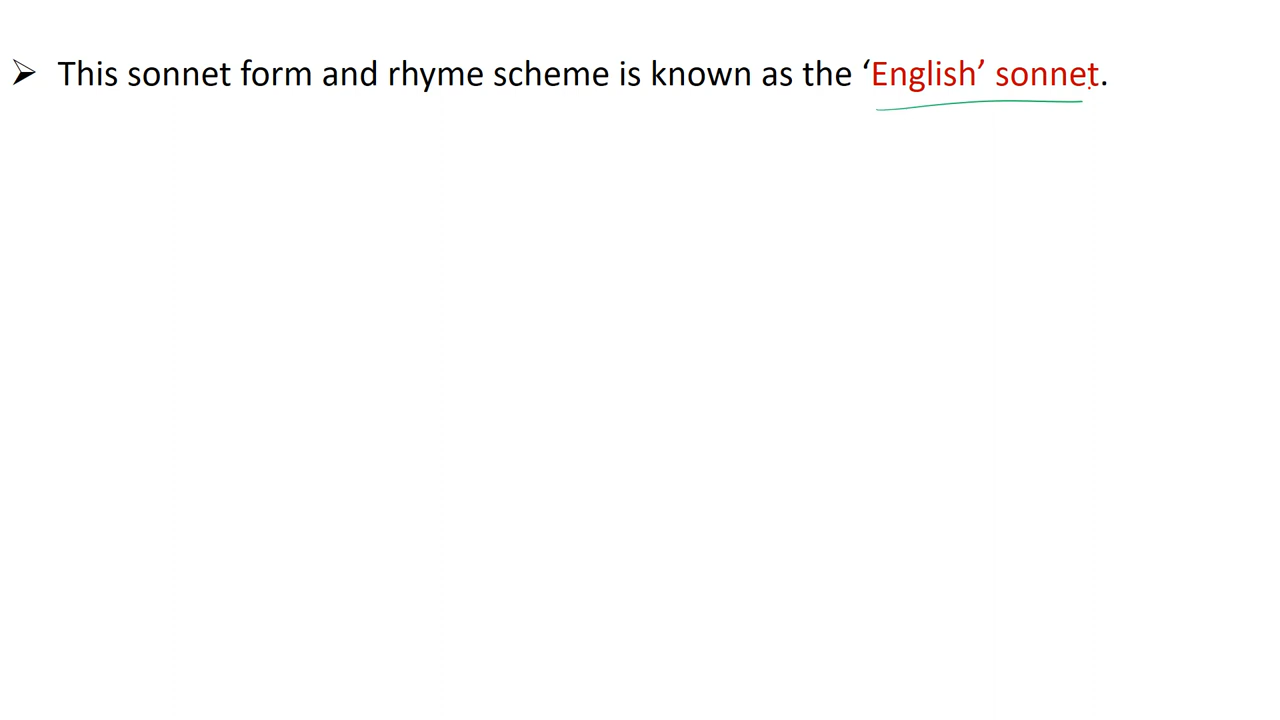 ➢ This sonnet form and rhyme scheme is known as the ‘English’ sonnet.